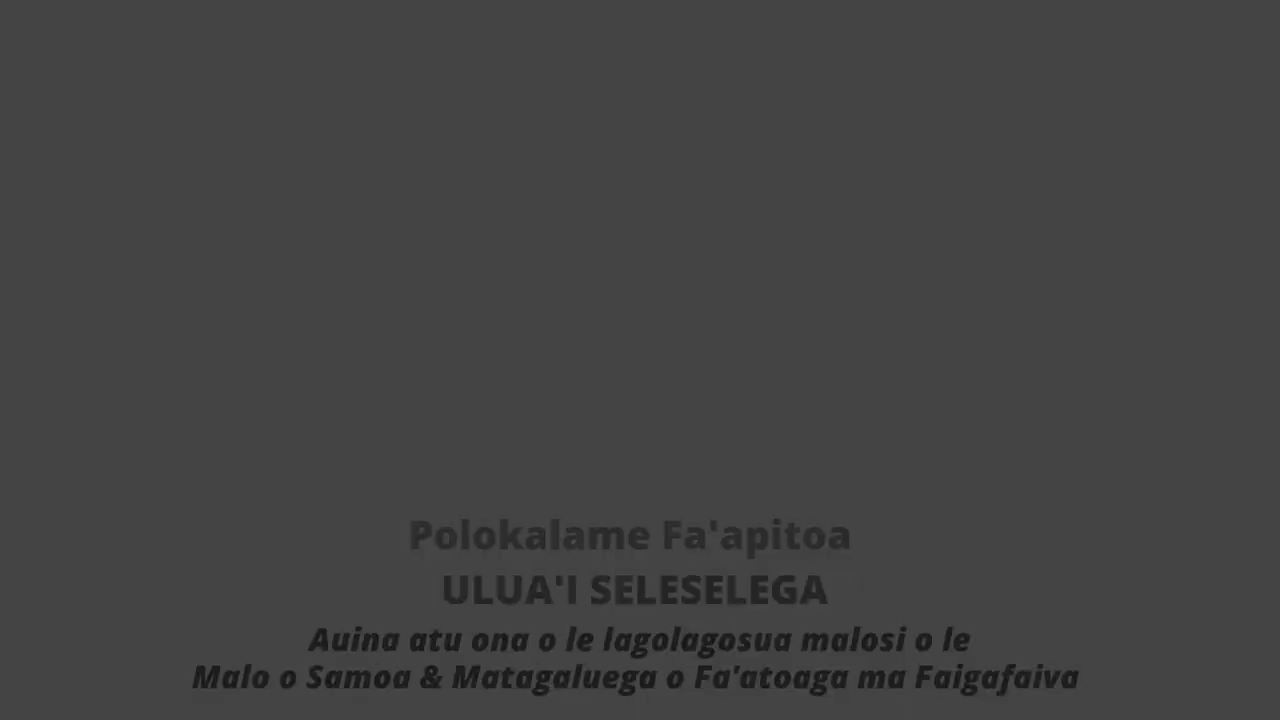 Polokalame Fa'apitoa
ULUA'I SELESELEGA
Auina atu ona o le lagolagosua malosi o le
Malo o Samoa & Matagaluega o Fa'atoaga ma Faigafaiva